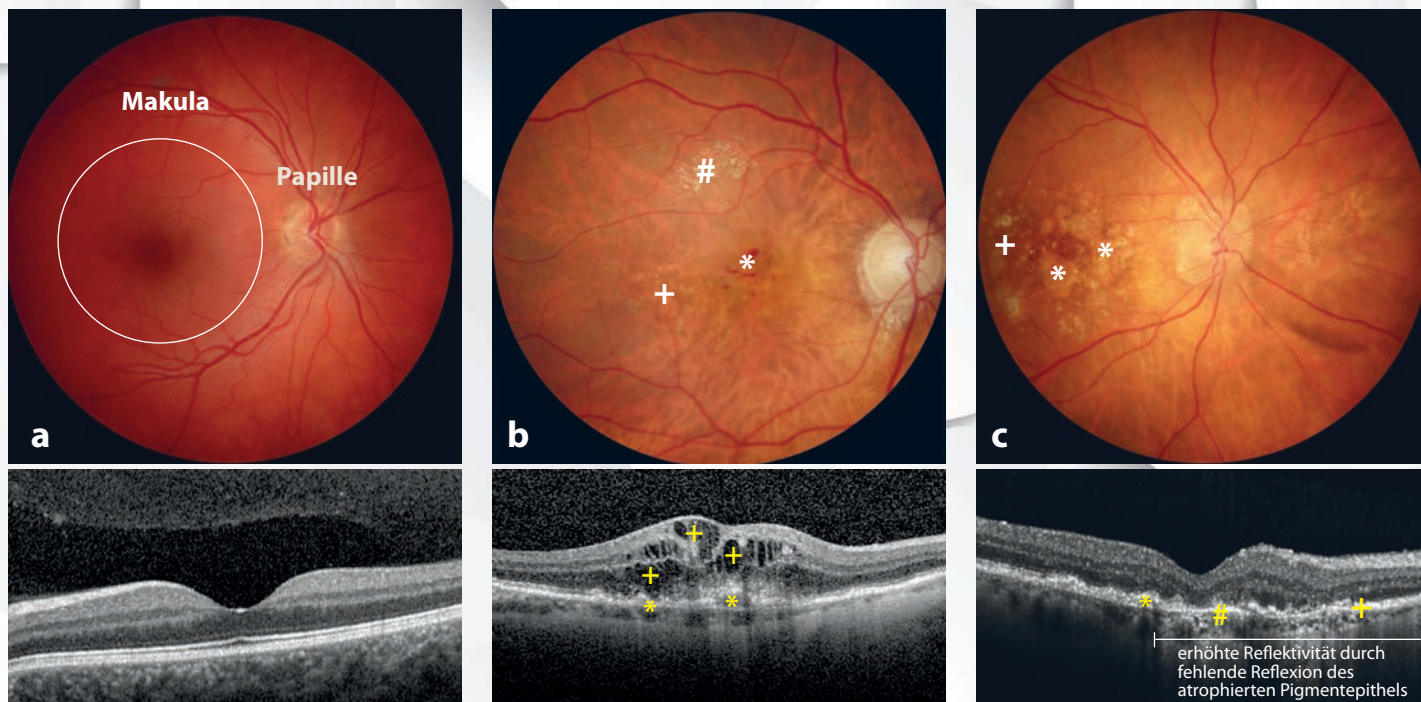 Makula
Papille
a
#
*
+
b
+
*
*
c
+
+
+
*
*
*
#
+
erhöhte Reflektivität durch
fehlende Reflexion des
atrophierten Pigmentepithels